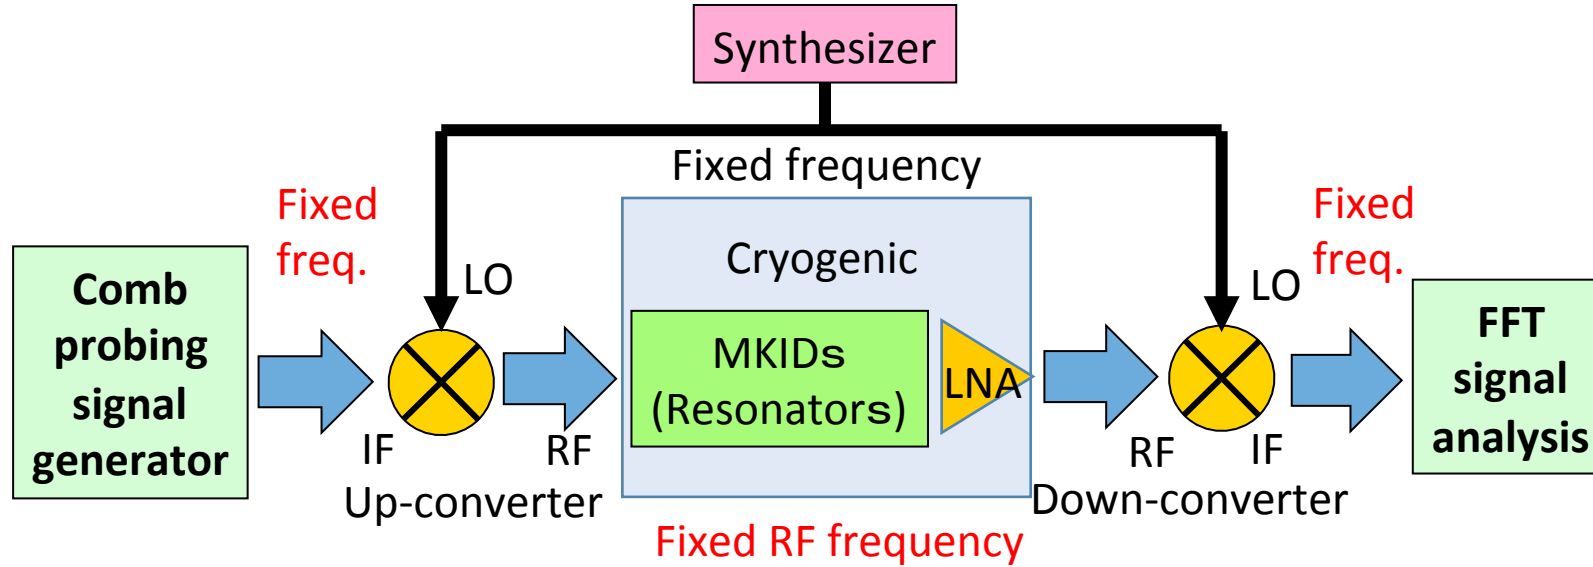 Synthesizer
Fixed frequency
Fixed
freq.
Fixed
freq.
LO
LO
Cryogenic
Comb
probing
signal
generator
MKIDs
(Resonators)
LNA
FFT
signal
analysis
IF
RF
RF
IF
Up-converter
Down-converter
Fixed RF frequency